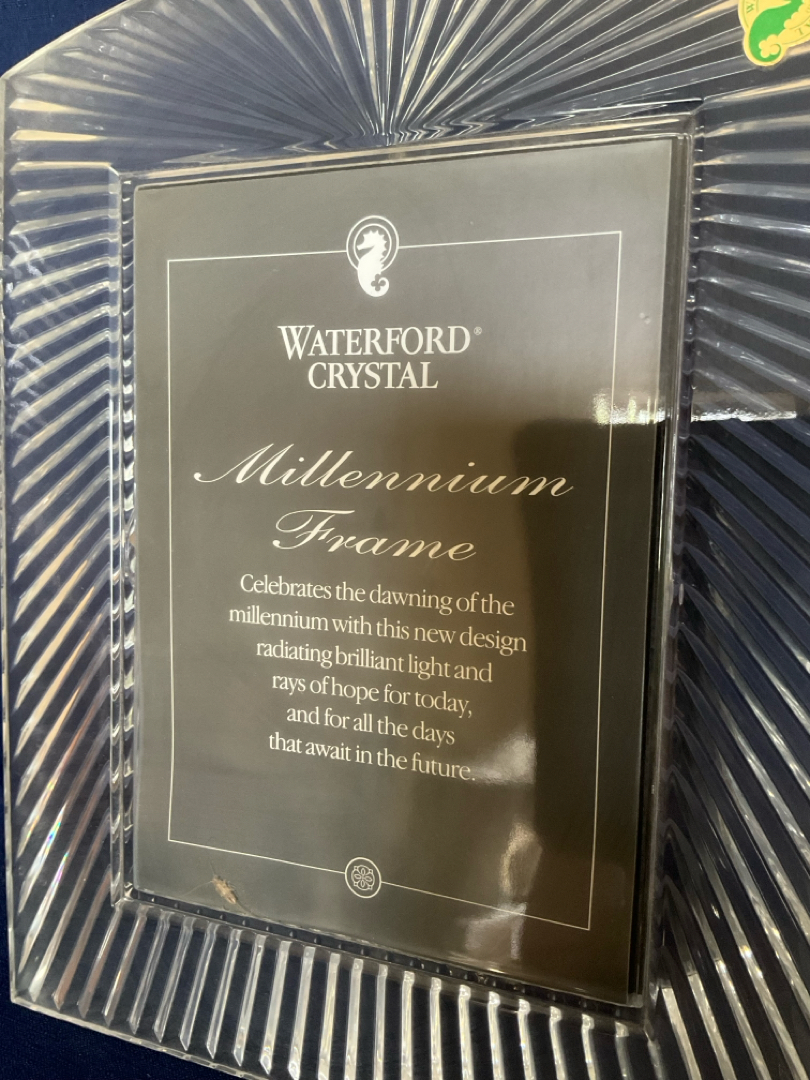 WATERFORD®
CRYSTAL
Millennium
Frame
Celebrates the dawning of the
millennium with this new design
radiating brilliant light and
rays of hope for today,
and for all the days
that await in the future.